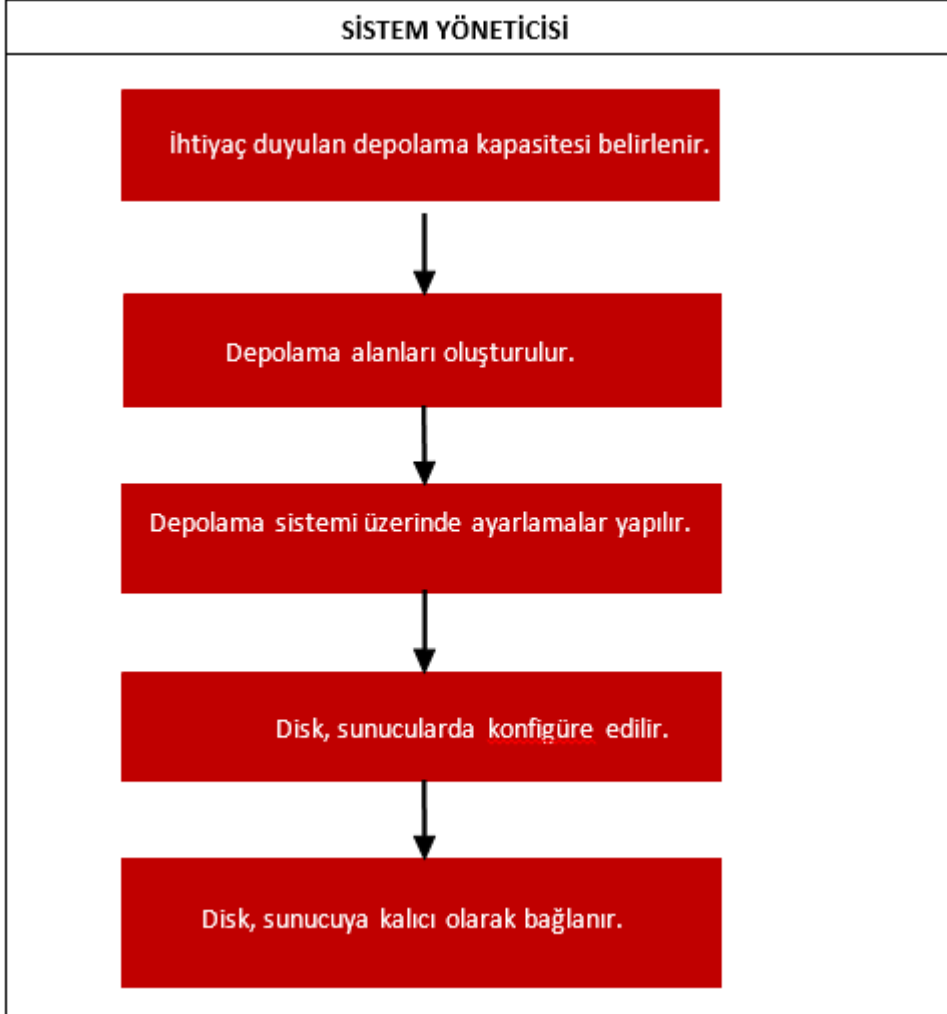 SİSTEM YÖNETİCİSİ
İhtiyaç duyulan depolama kapasitesi belirlenir.
Depolama alanları oluşturulur.
Depolama sistemi üzerinde ayarlamalar yapılır.
Disk, sunucularda konfigüre edilir.
Disk, sunucuya kalıcı olarak bağlanır.